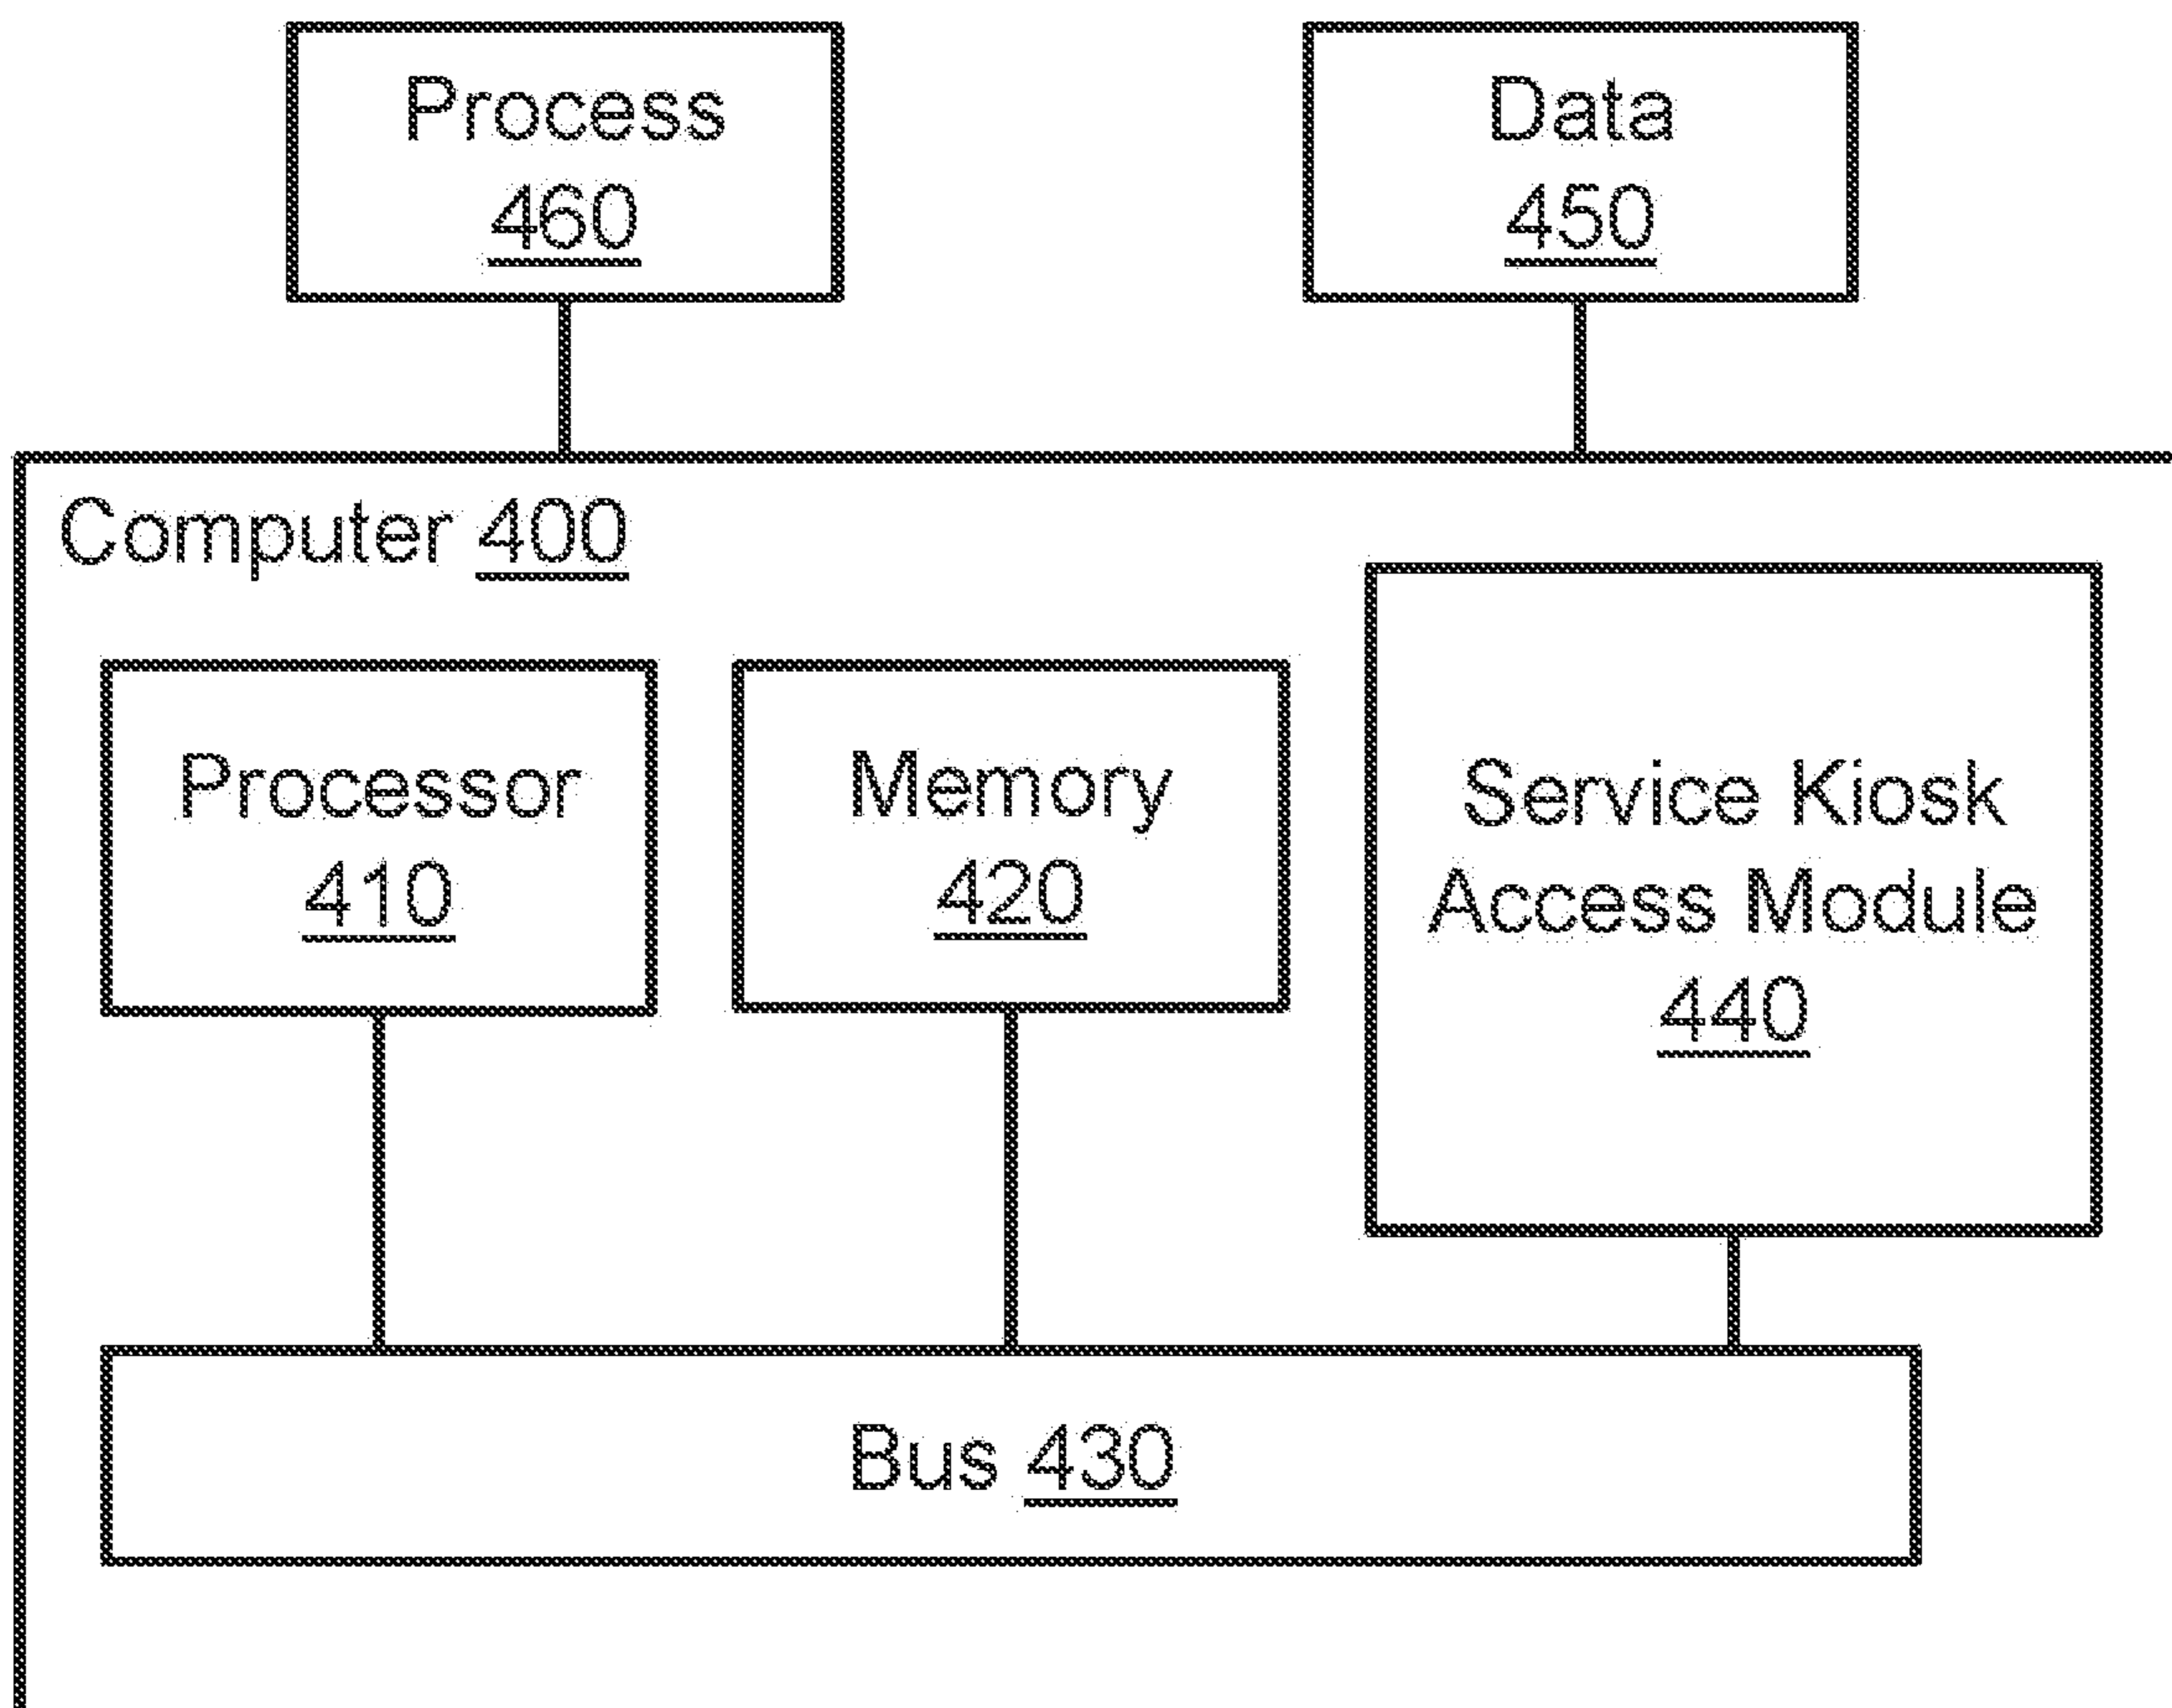 Process
460
Data
450
Computer 400
Processor
410
Memory
420
Service Kiosk
Access Module
440
Bus 430